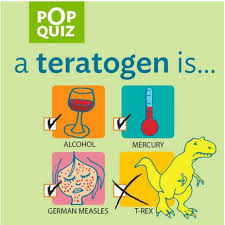 POP
QUIZ
a teratogen is...
ALCOHOL
MERCURY
GERMAN MEASLES
T-REX